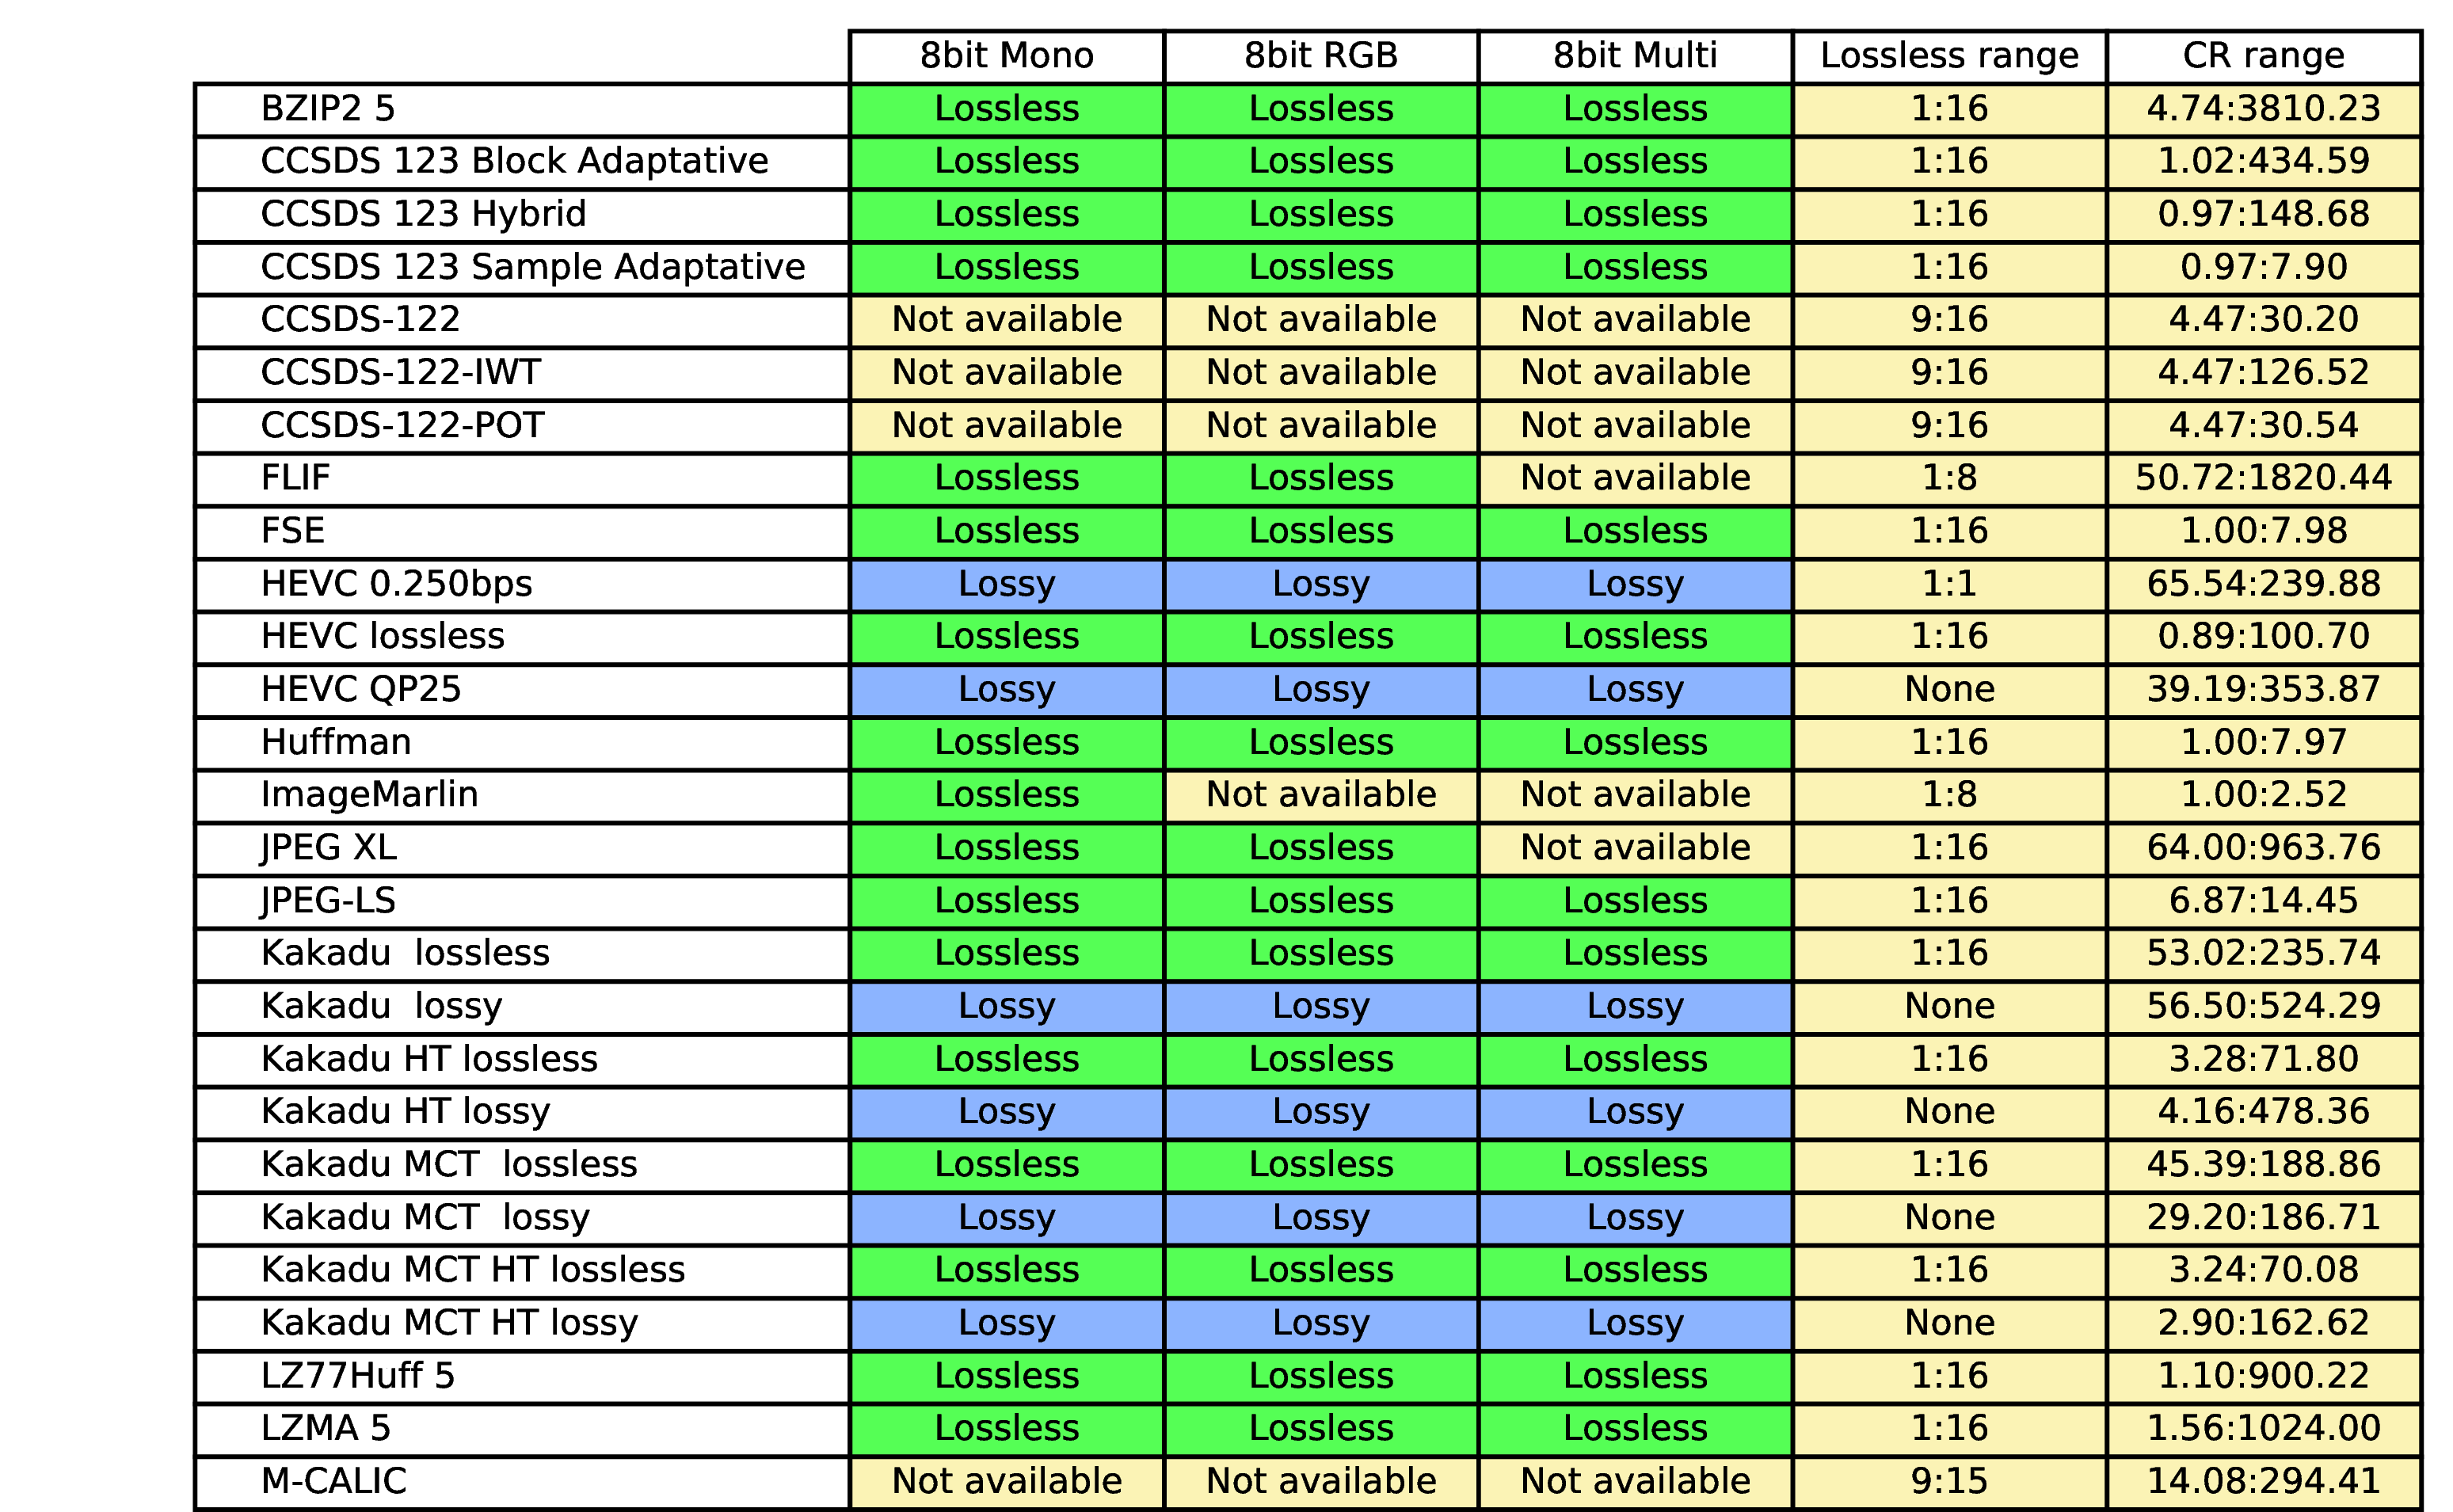 8bit Mono 8bit RGB 8bit Multi Lossless range CR range
BZIP2 5 Lossless Lossless Lossless 1:16 4.74:3810.23
CCSDS 123 Block Adaptative Lossless Lossless Lossless 1:16 1.02:434.59
CCSDS 123 Hybrid Lossless Lossless Lossless 1:16 0.97:148.68
CCSDS 123 Sample Adaptative Lossless Lossless Lossless 1:16 0.97:7.90
CCSDS-122 Not available Not available Not available 9:16 4.47:30.20
CCSDS-122-IWT Not available Not available Not available 9:16 4.47:126.52
CCSDS-122-POT Not available Not available Not available 9:16 4.47:30.54
FLIF Lossless Lossless Not available 1:8 50.72:1820.44
FSE Lossless Lossless Lossless 1:16 1.00:7.98
HEVC 0.250bps Lossy Lossy Lossy 1:1 65.54:239.88
HEVC lossless Lossless Lossless Lossless 1:16 0.89:100.70
HEVC QP25 Lossy Lossy Lossy None 39.19:353.87
Huffman Lossless Lossless Lossless 1:16 1.00:7.97
ImageMarlin Lossless Not available Not available 1:8 1.00:2.52
JPEG XL Lossless Lossless Not available 1:16 64.00:963.76
JPEG-LS Lossless Lossless Lossless 1:16 6.87:14.45
Kakadu  lossless Lossless Lossless Lossless 1:16 53.02:235.74
Kakadu  lossy Lossy Lossy Lossy None 56.50:524.29
Kakadu HT lossless Lossless Lossless Lossless 1:16 3.28:71.80
Kakadu HT lossy Lossy Lossy Lossy None 4.16:478.36
Kakadu MCT  lossless Lossless Lossless Lossless 1:16 45.39:188.86
Kakadu MCT  lossy Lossy Lossy Lossy None 29.20:186.71
Kakadu MCT HT lossless Lossless Lossless Lossless 1:16 3.24:70.08
Kakadu MCT HT lossy Lossy Lossy Lossy None 2.90:162.62
LZ77Huff 5 Lossless Lossless Lossless 1:16 1.10:900.22
LZMA 5 Lossless Lossless Lossless 1:16 1.56:1024.00
M-CALIC Not available Not available Not available 9:15 14.08:294.41